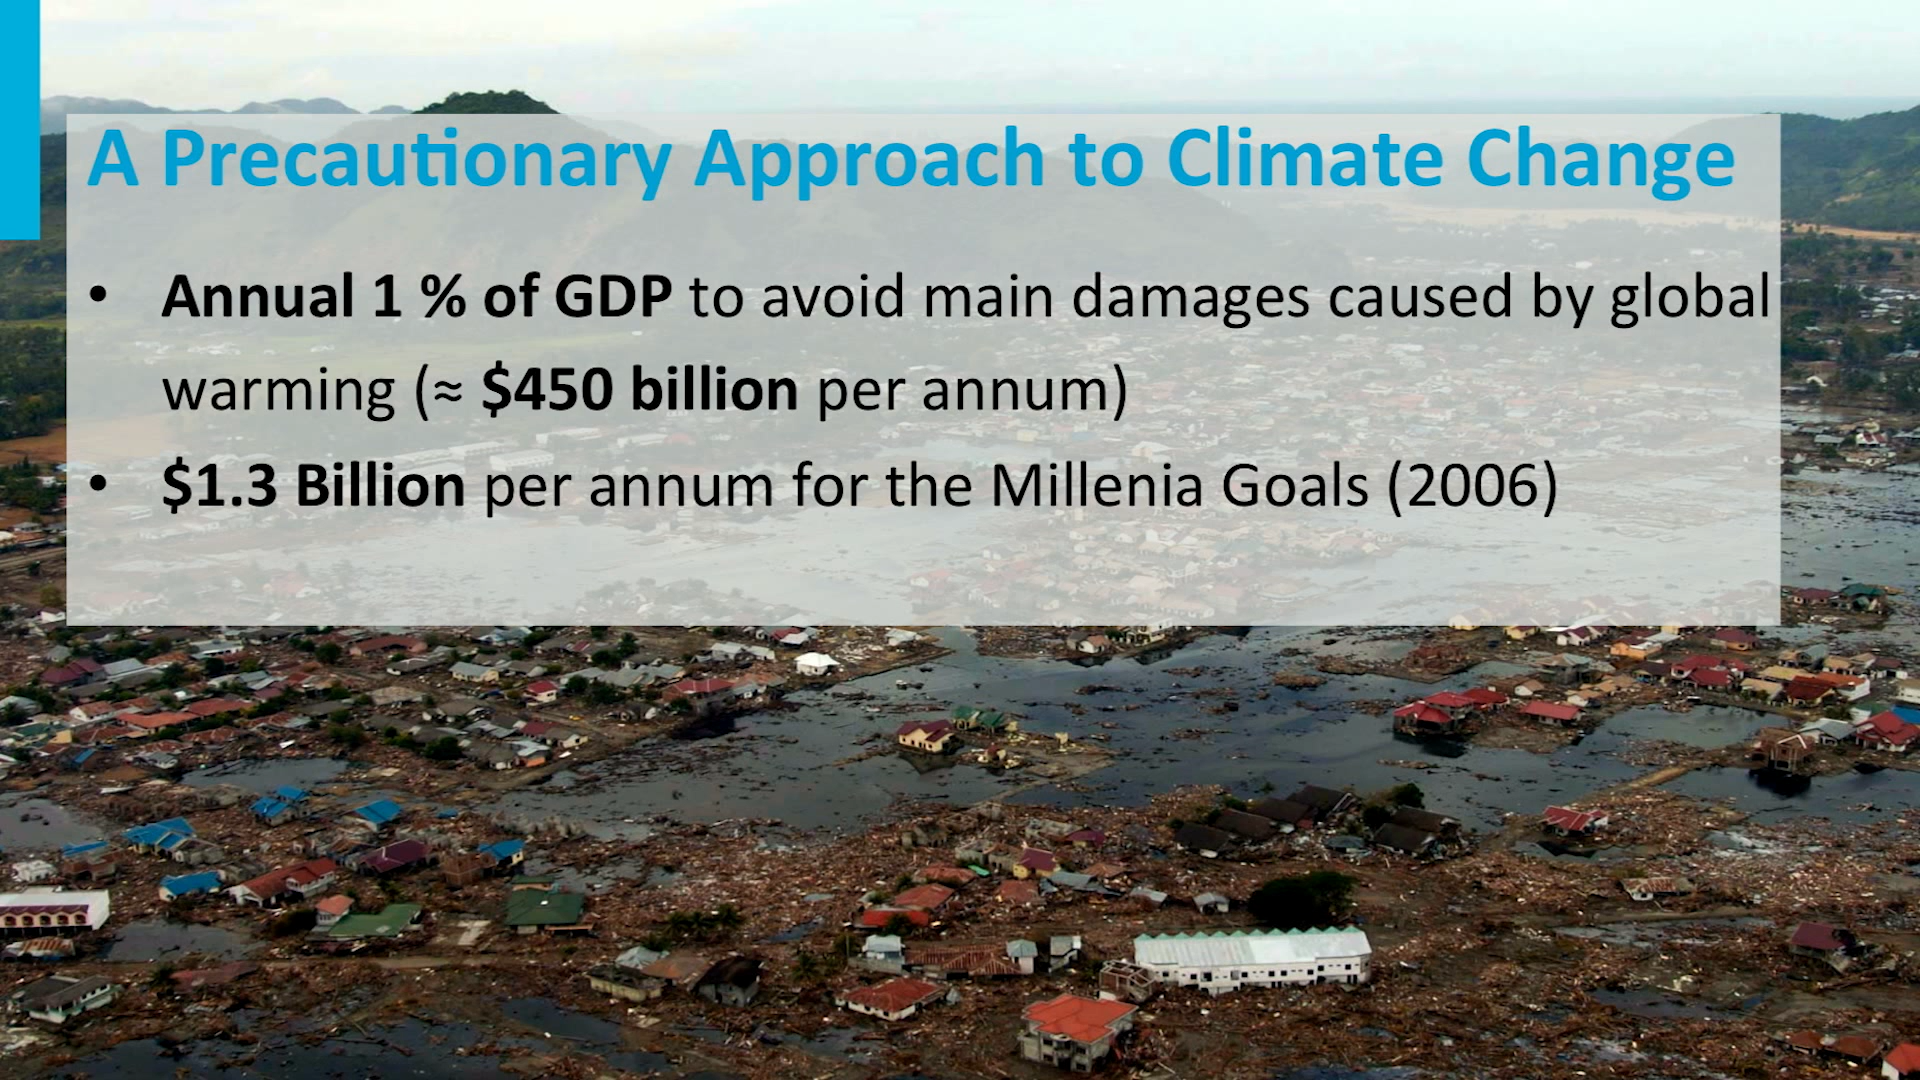 A Precautionary Approach to Climate Change
• Annual 1 % of GDP to avoid main damages caused by global
warming (≈ $450 billion per annum)
• $1.3 Billion per annum for the Millenia Goals (2006)